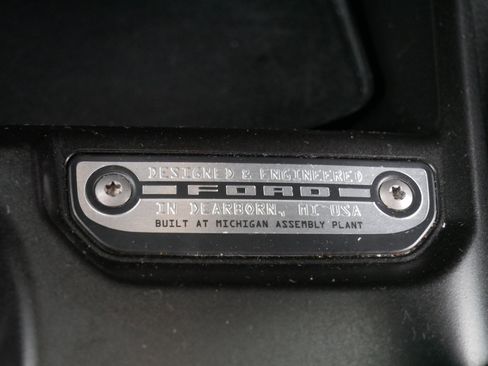 DESIGNED & ENGINEERED
FORD
IN DEARBORN, MI USA
BUILT AT MICHIGAN ASSEMBLY PLANT